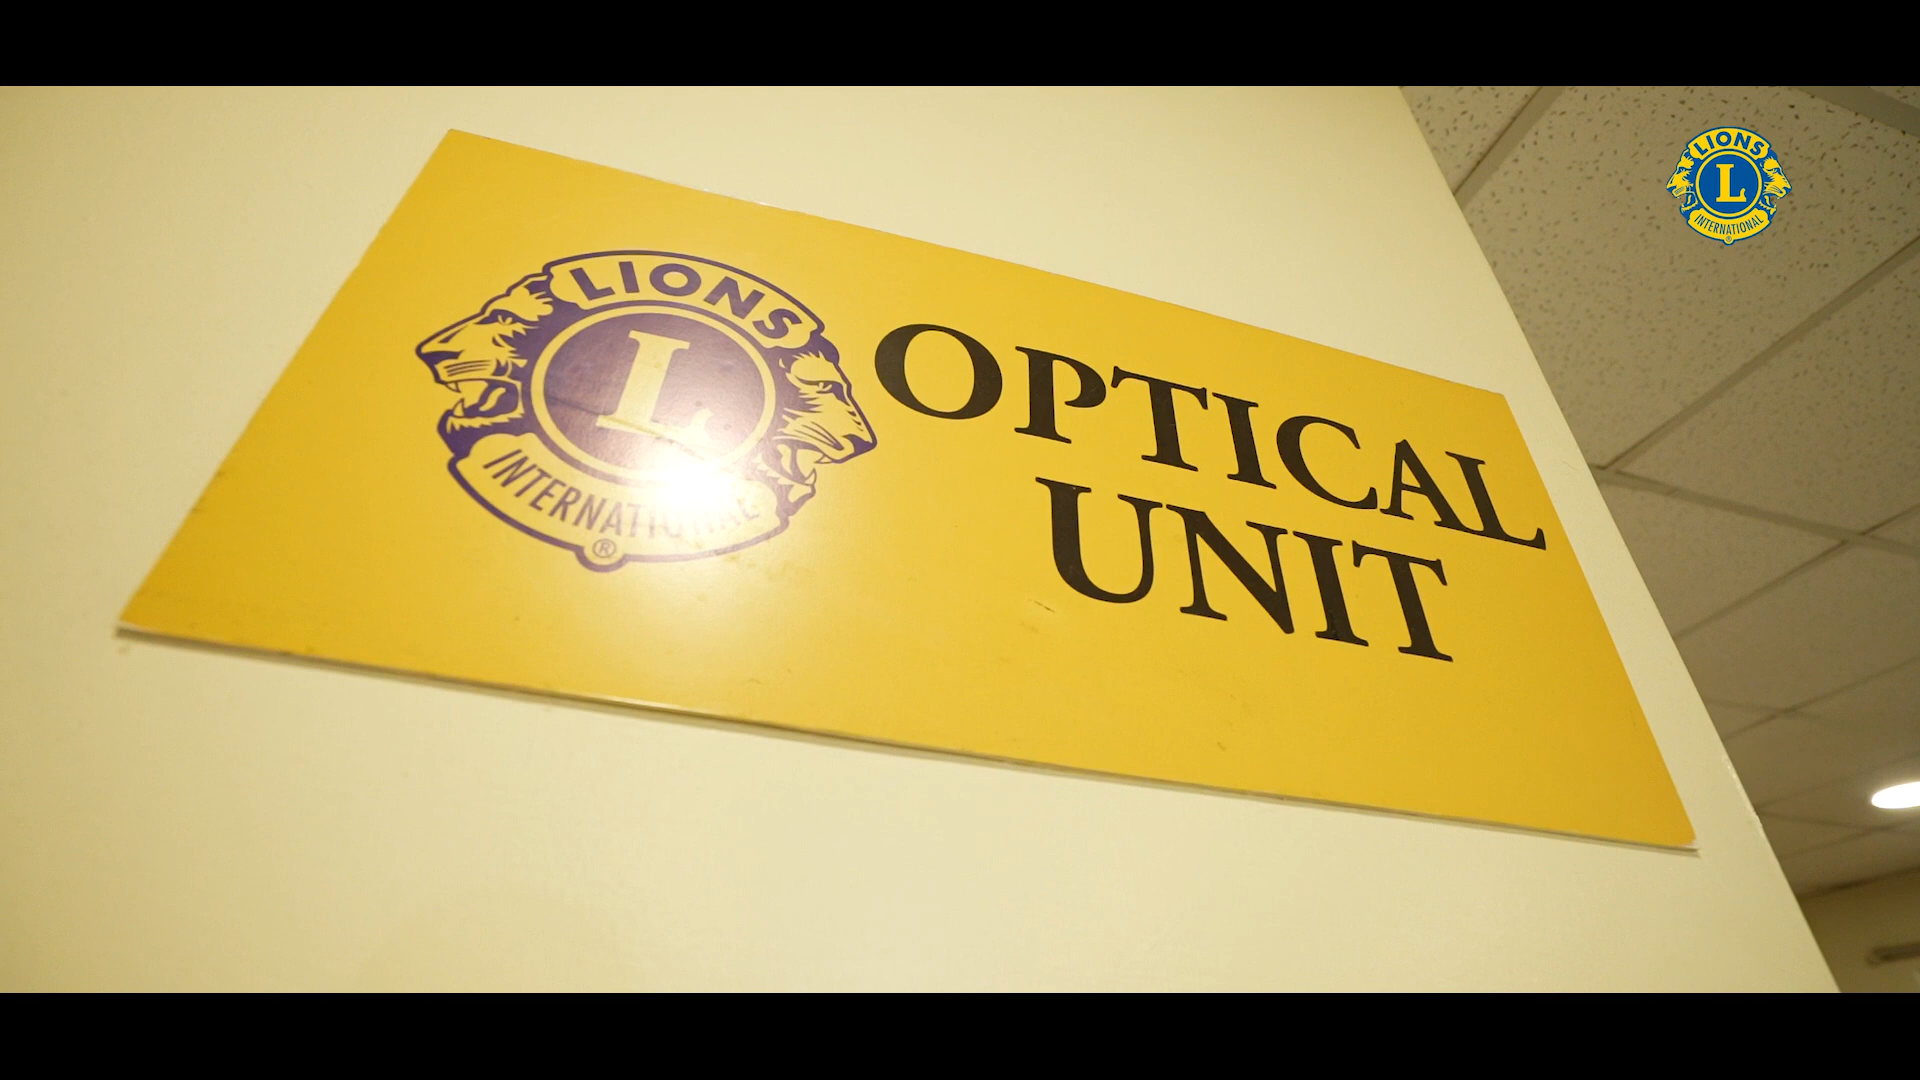 LIONS
L
INTERNATIONAL
®
OPTICAL
UNIT
LIONS
L
INTERNATIONAL
®